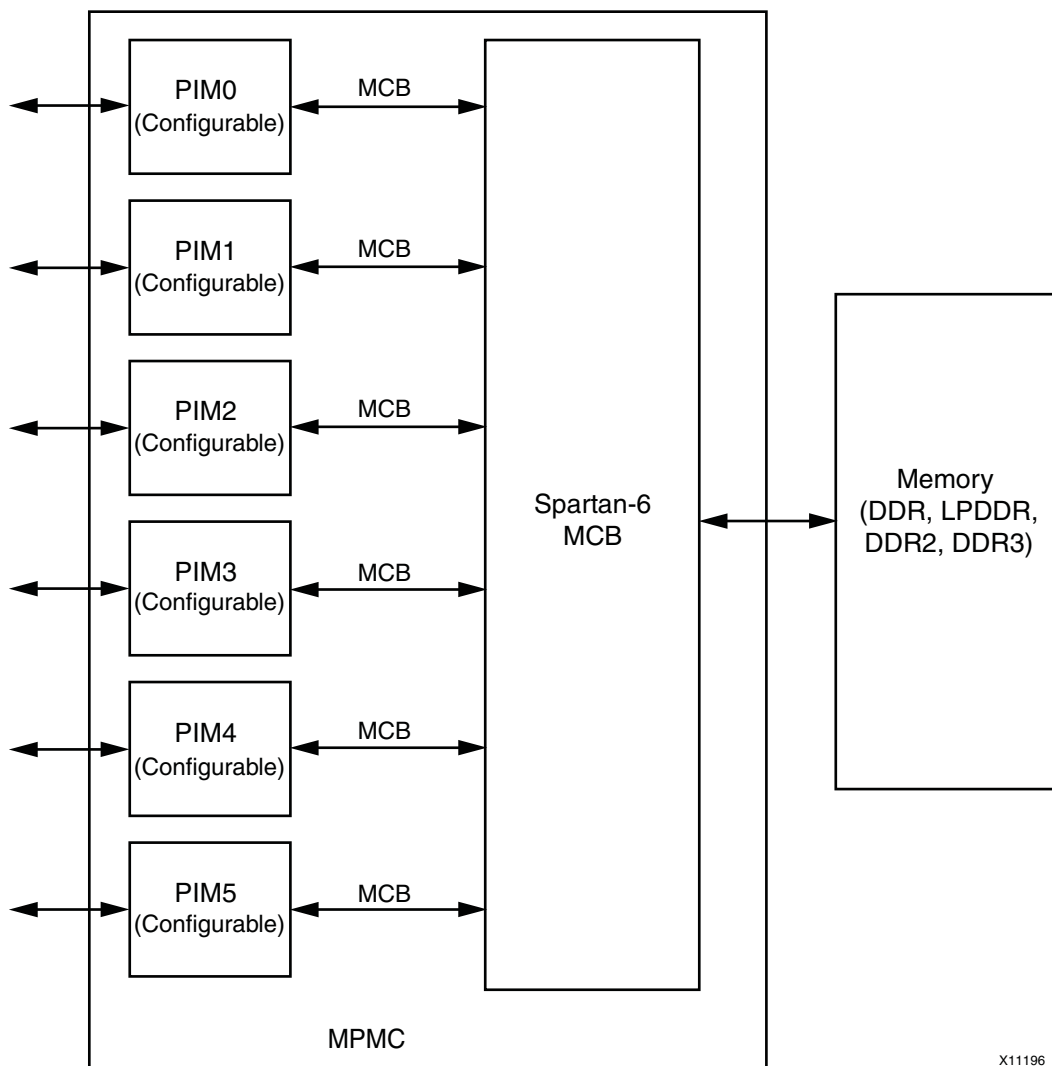 PIM0
(Configurable)
MCB
PIM1
(Configurable)
MCB
PIM2
(Configurable)
MCB
PIM3
(Configurable)
MCB
PIM4
(Configurable)
MCB
PIM5
(Configurable)
MCB
Spartan-6
MCB
Memory
(DDR, LPDDR,
DDR2, DDR3)
MPMC
X11196